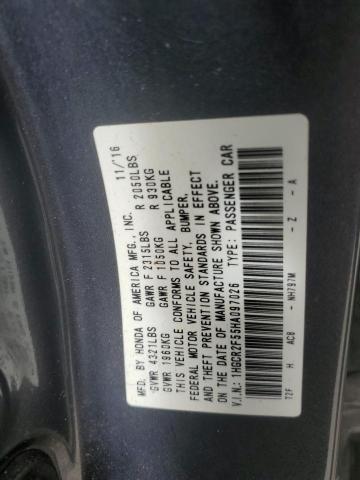 MFD. BY HONDA OF AMERICA MFG., INC. 11/'16
GVWR 4321LBS GAWR F 2315LBS R 2050LBS
GVWR 1960KG GAWR F 1050KG R 930KG
THIS VEHICLE CONFORMS TO ALL APPLICABLE
FEDERAL MOTOR VEHICLE SAFETY, BUMPER,
AND THEFT PREVENTION STANDARDS IN EFFECT
ON THE DATE OF MANUFACTURE SHOWN ABOVE.
V.I.N.: 1HGCR2F55HA097026 TYPE: PASSENGER CAR
T2F H AC8 - NH797M - Z - A